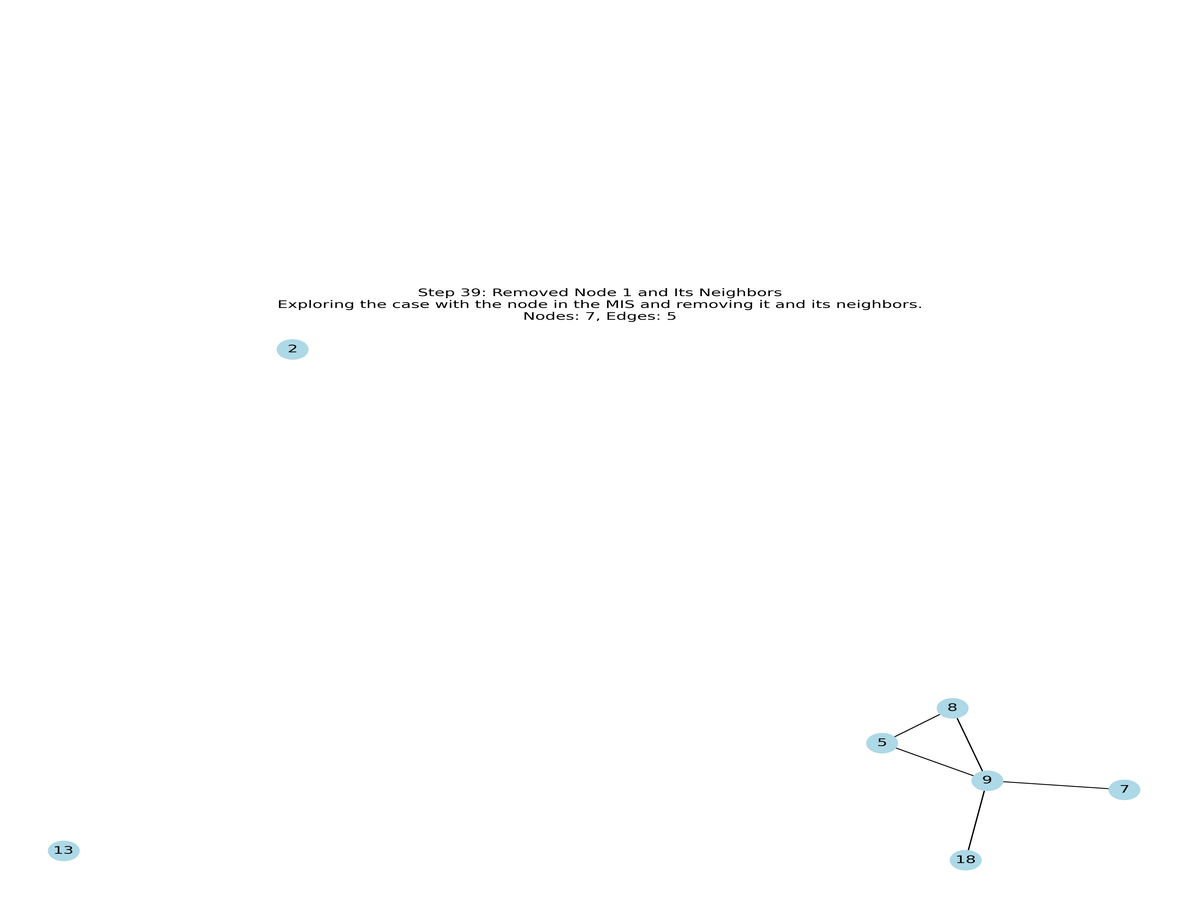 Step 39: Removed Node 1 and Its Neighbors
Exploring the case with the node in the MIS and removing it and its neighbors.
Nodes: 7, Edges: 5
2
8
5
9
7
13
18